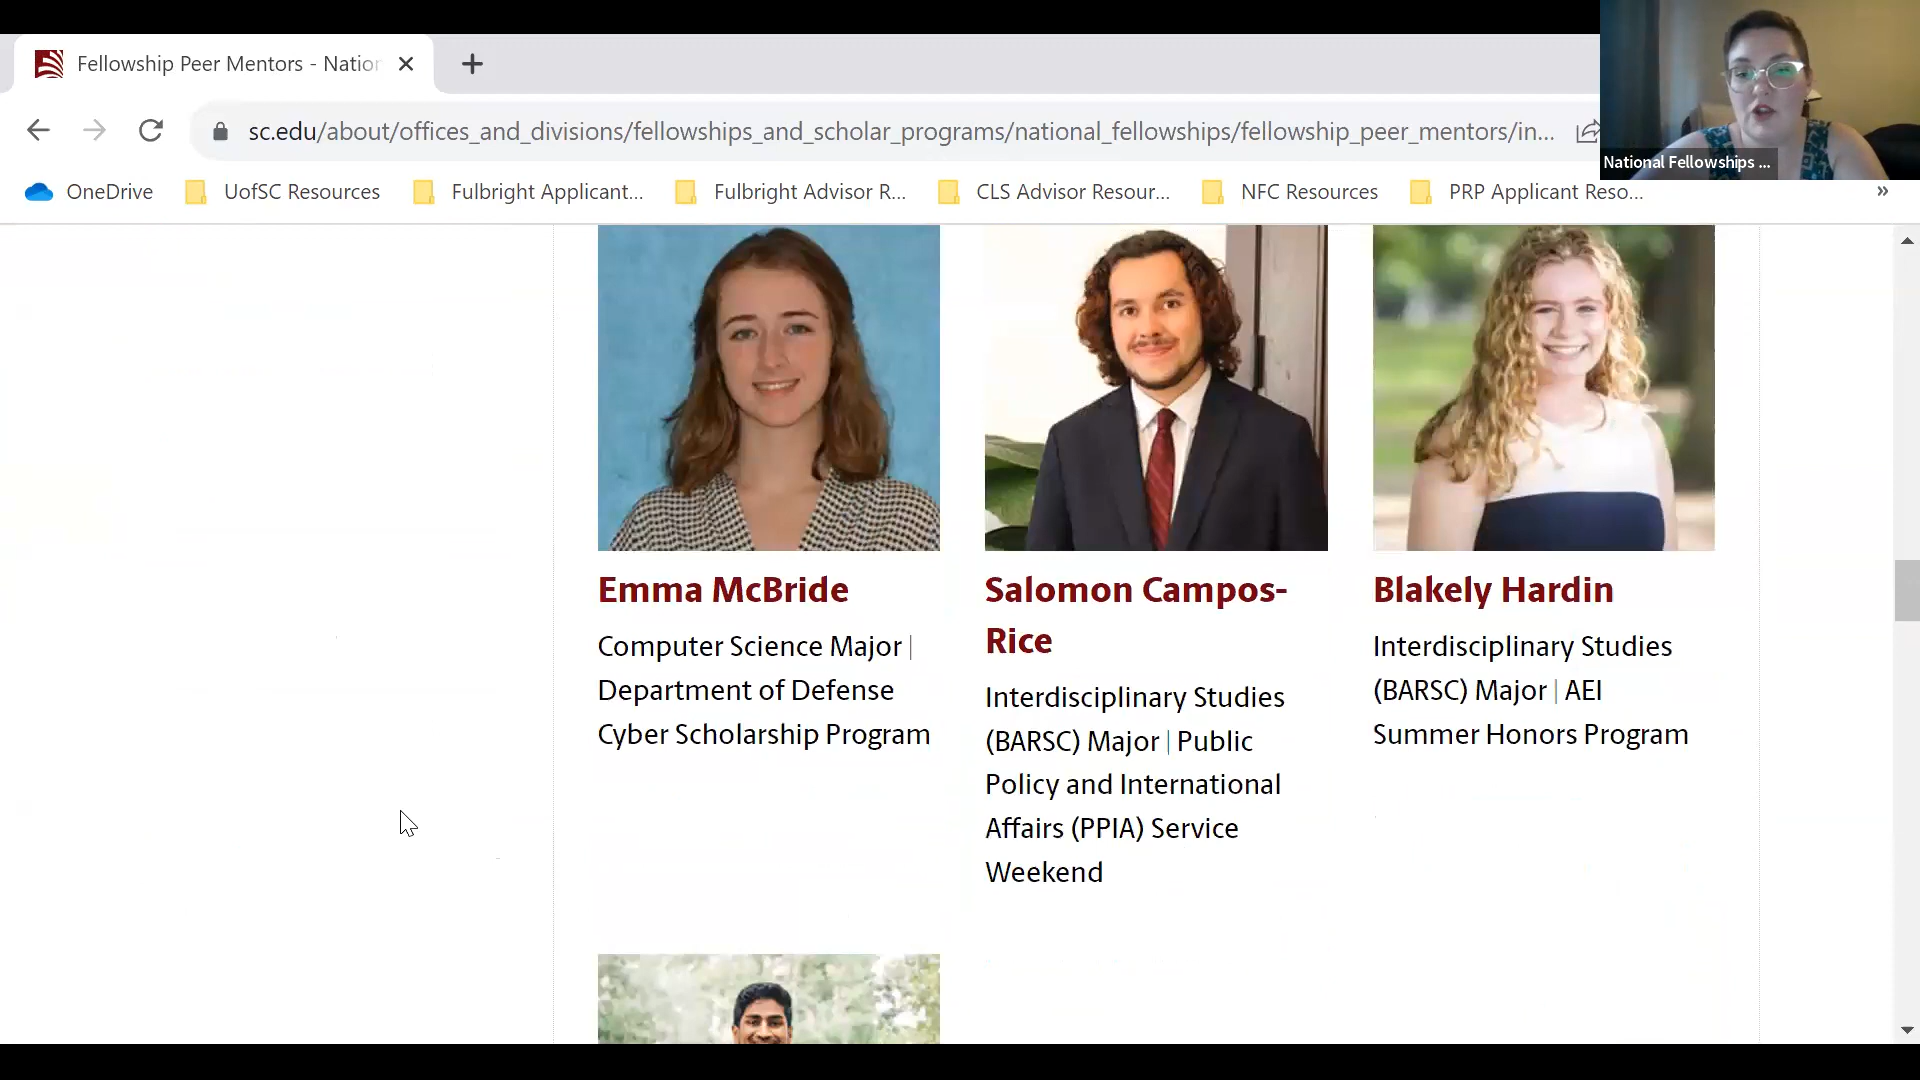 Fellowship Peer Mentors - Nation
sc.edu/about/offices_and_divisions/fellowships_and_scholar_programs/national_fellowships/fellowship_peer_mentors/in...
National Fellowships ...
OneDrive
UofSC Resources
Fulbright Applicant...
Fulbright Advisor R...
CLS Advisor Resour...
NFC Resources
PRP Applicant Reso...
»
Emma McBride
Computer Science Major |
Department of Defense
Cyber Scholarship Program
Salomon Campos-
Rice
Interdisciplinary Studies
(BARSC) Major | Public
Policy and International
Affairs (PPIA) Service
Weekend
Blakely Hardin
Interdisciplinary Studies
(BARSC) Major | AEI
Summer Honors Program